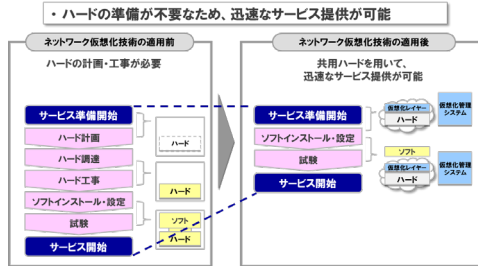 ・ ハードの準備が不要なため、迅速なサービス提供が可能
ネットワーク仮想化技術の適用前
ハードの計画・工事が必要
サービス準備開始
ハード計画
ハード調達
ハード工事
ソフトインストール・設定
試験
サービス開始
ハード
ハード
ソフト
ハード
ネットワーク仮想化技術の適用後
共用ハードを用いて、
迅速なサービス提供が可能
サービス準備開始
ソフトインストール・設定
試験
サービス開始
仮想化レイヤー
ハード
仮想化管理
システム
ソフト
仮想化レイヤー
ハード
仮想化管理
システム